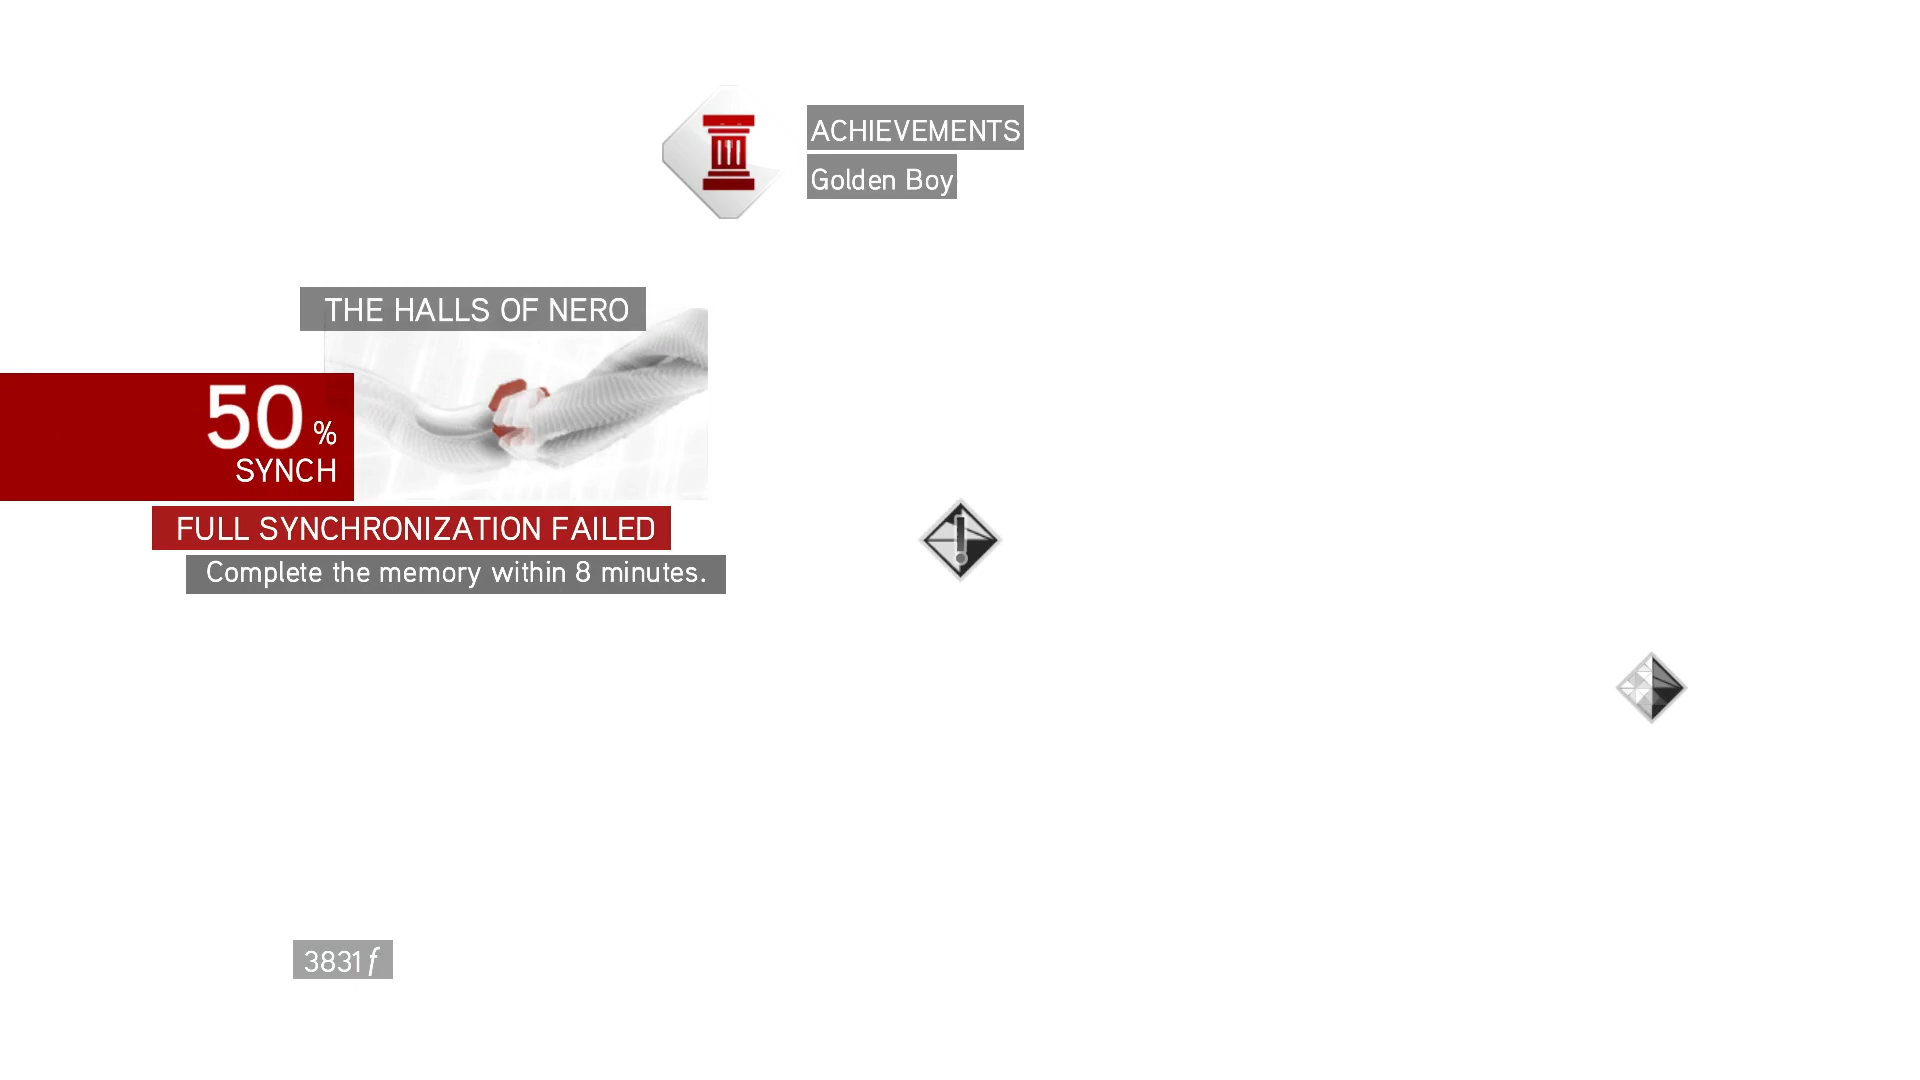 ACHIEVEMENTS
Golden Boy
THE HALLS OF NERO
50 %
SYNCH
FULL SYNCHRONIZATION FAILED
Complete the memory within 8 minutes.
3831 ƒ